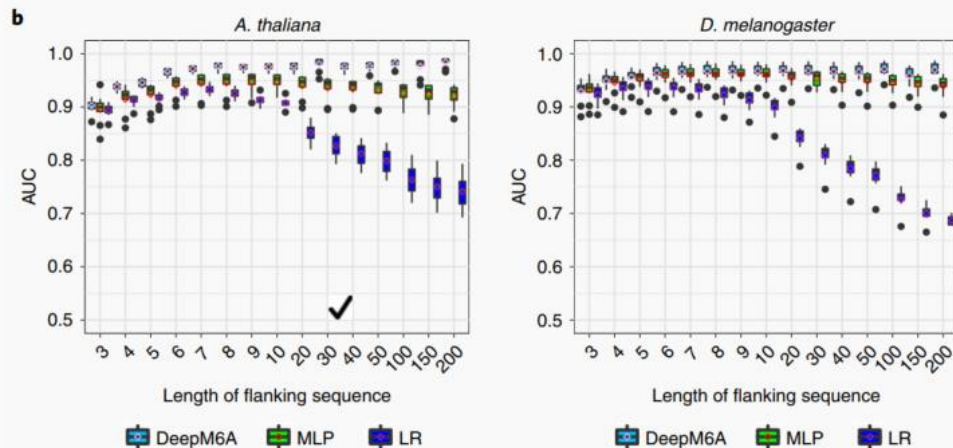 b
A. thaliana
D. melanogaster
1.0
0.9
0.8
0.7
0.6
0.5
AUC
3 4 5 6 7 8 9 10 20 30 40 50 100 150 200
Length of flanking sequence
DeepM6A MLP LR
1.0
0.9
0.8
0.7
0.6
0.5
AUC
3 4 5 6 7 8 9 10 20 30 40 50 100 150 200
Length of flanking sequence
DeepM6A MLP LR